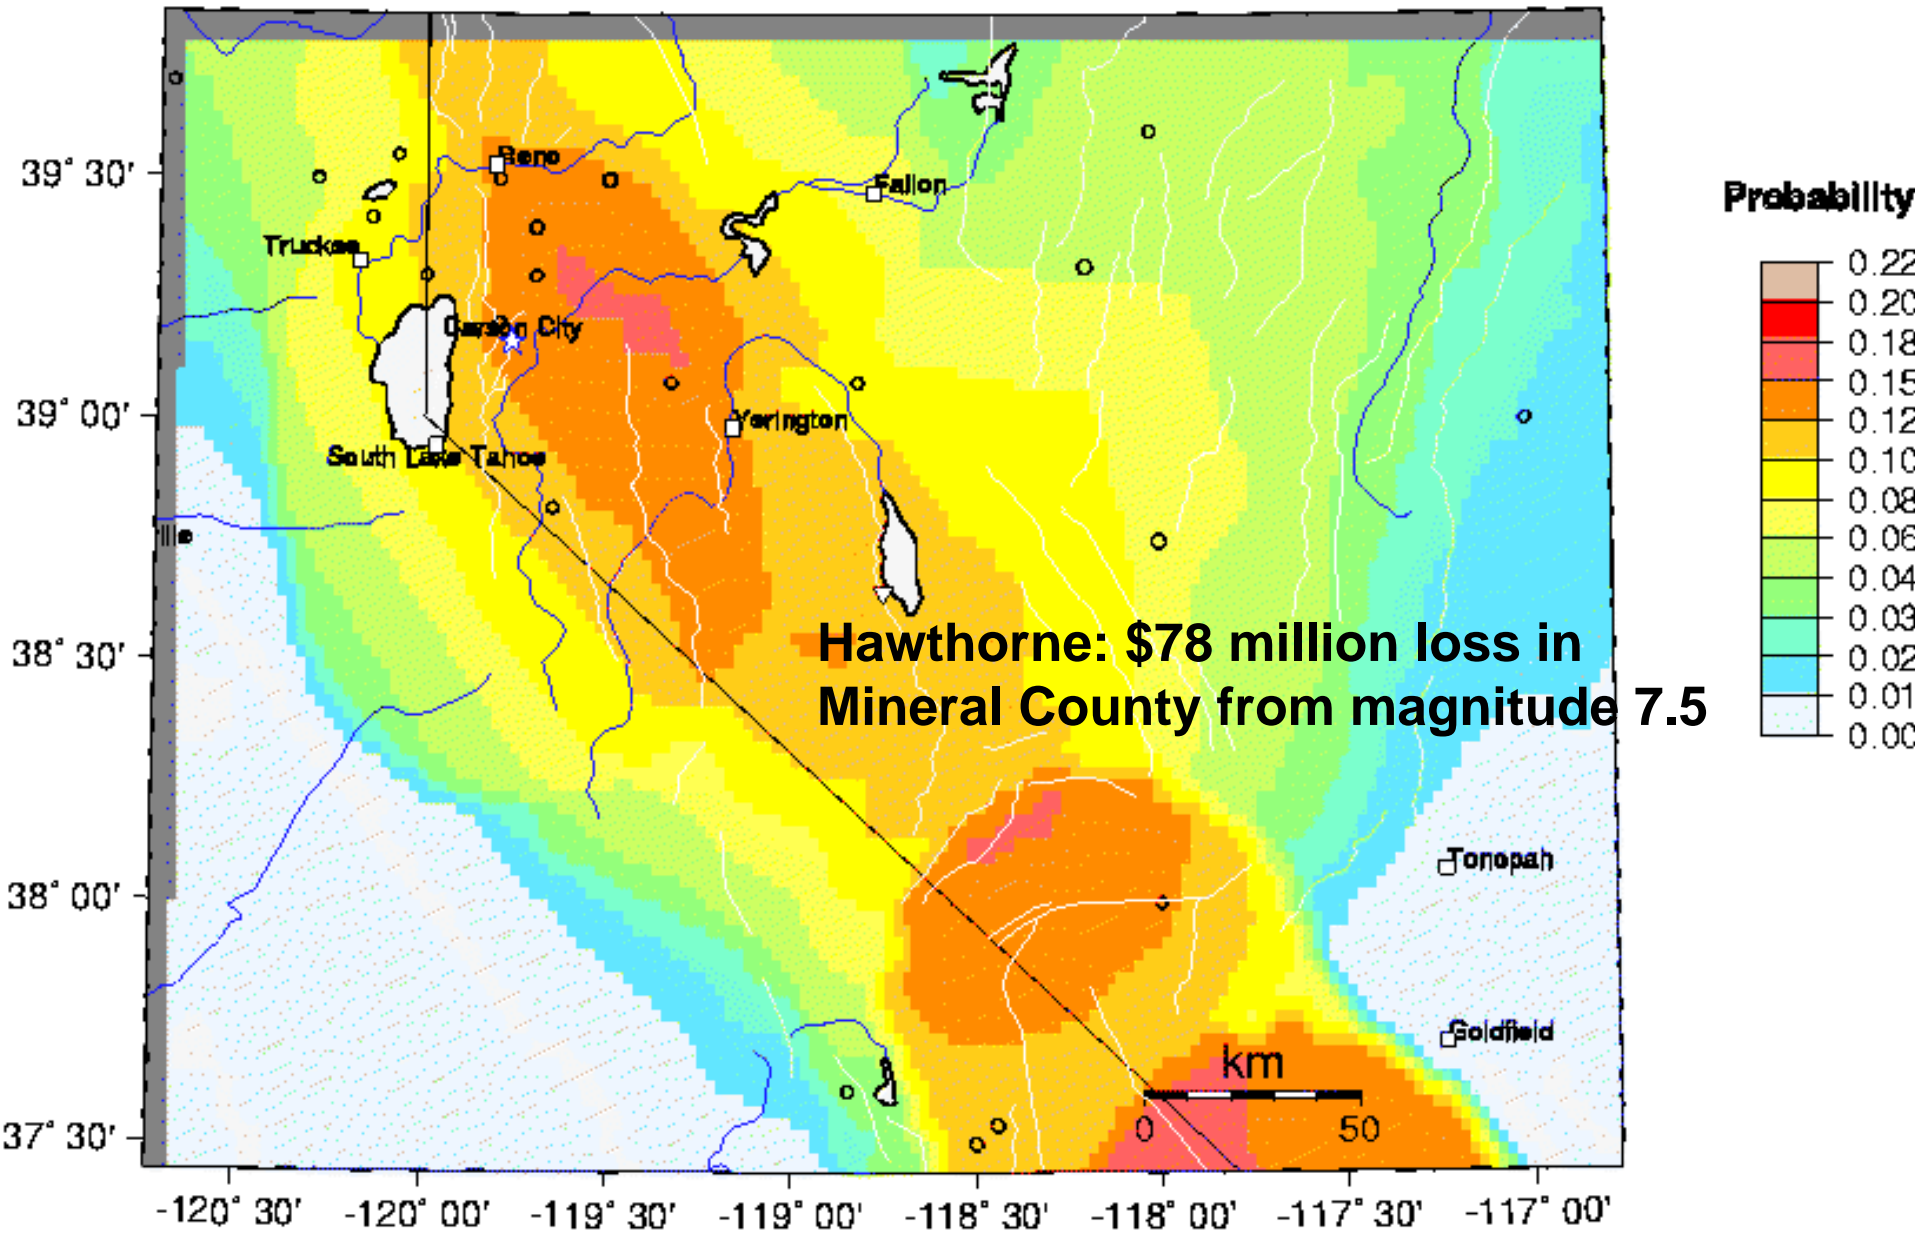 Reno
39° 30'
Fallon
Probability
Truckee
0.22
0.20
Carson City
0.18
0.15
39° 00'
Yerington
0.12
South Lake Tahoe
0.10
0.08
0.06
0.04
0.03
Hawthorne: $78 million loss in
38° 30'
0.02
Mineral County from magnitude 7.5
0.01
0.00
Tonopah
38° 00'
Goldfield
km
37° 30'
0 50
-120° 30' -120° 00' -119° 30' -119° 00' -118° 30' -118° 00' -117° 30' -117° 00'